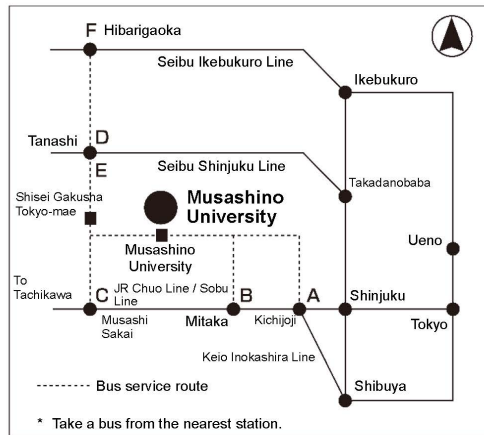 F Hibarigaoka
Seibu Ikebukuro Line
Ikebukuro
Tanashi
D
E
Seibu Shinjuku Line
Takadanobaba
Shisei Gakusha
Tokyo-mae
Musashino
University
Musashino
University
Ueno
To
Tachikawa
C
JR Chuo Line / Sobu
Line
B
A
Shinjuku
Musashi
Sakai
Mitaka
Kichijoji
Tokyo
Keio Inokashira Line
Bus service route
Shibuya
* Take a bus from the nearest station.